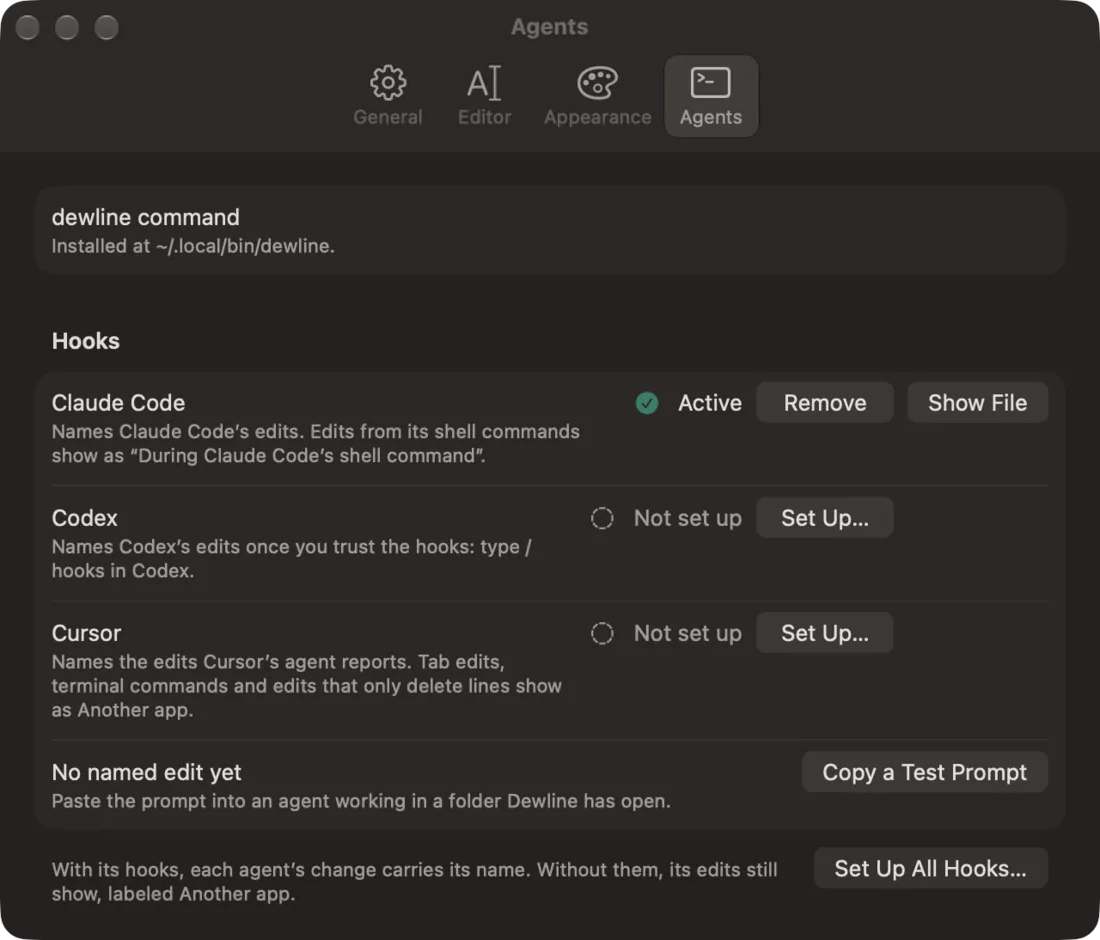 Agents
General
Editor
Appearance
Agents
dewline command
Installed at ~/.local/bin/dewline.
Hooks
Claude Code
Active
Remove
Show File
Names Claude Code’s edits. Edits from its shell commands
show as “During Claude Code’s shell command”.
Codex
Not set up
Set Up…
Names Codex’s edits once you trust the hooks: type /
hooks in Codex.
Cursor
Not set up
Set Up…
Names the edits Cursor’s agent reports. Tab edits,
terminal commands and edits that only delete lines show
as Another app.
No named edit yet
Copy a Test Prompt
Paste the prompt into an agent working in a folder Dewline has open.
With its hooks, each agent’s change carries its name. Without them, its edits still
show, labeled Another app.
Set Up All Hooks…